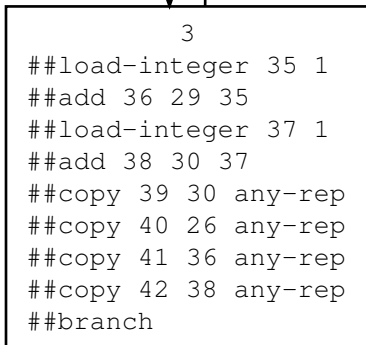 3
##load-integer 35 1
##add 36 29 35
##load-integer 37 1
##add 38 30 37
##copy 39 30 any-rep
##copy 40 26 any-rep
##copy 41 36 any-rep
##copy 42 38 any-rep
##branch